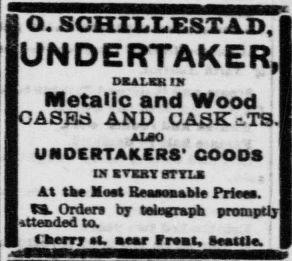 O. SCHILLESTAD,
UNDERTAKER,
DEALER IN
Metalic and Wood
CASES AND CASKETS.
ALSO
UNDERTAKERS' GOODS
IN EVERY STYLE
At the Most Reasonable Prices.
☞ Orders by telegraph promptly
attended to.
Cherry st. near Front, Seattle.